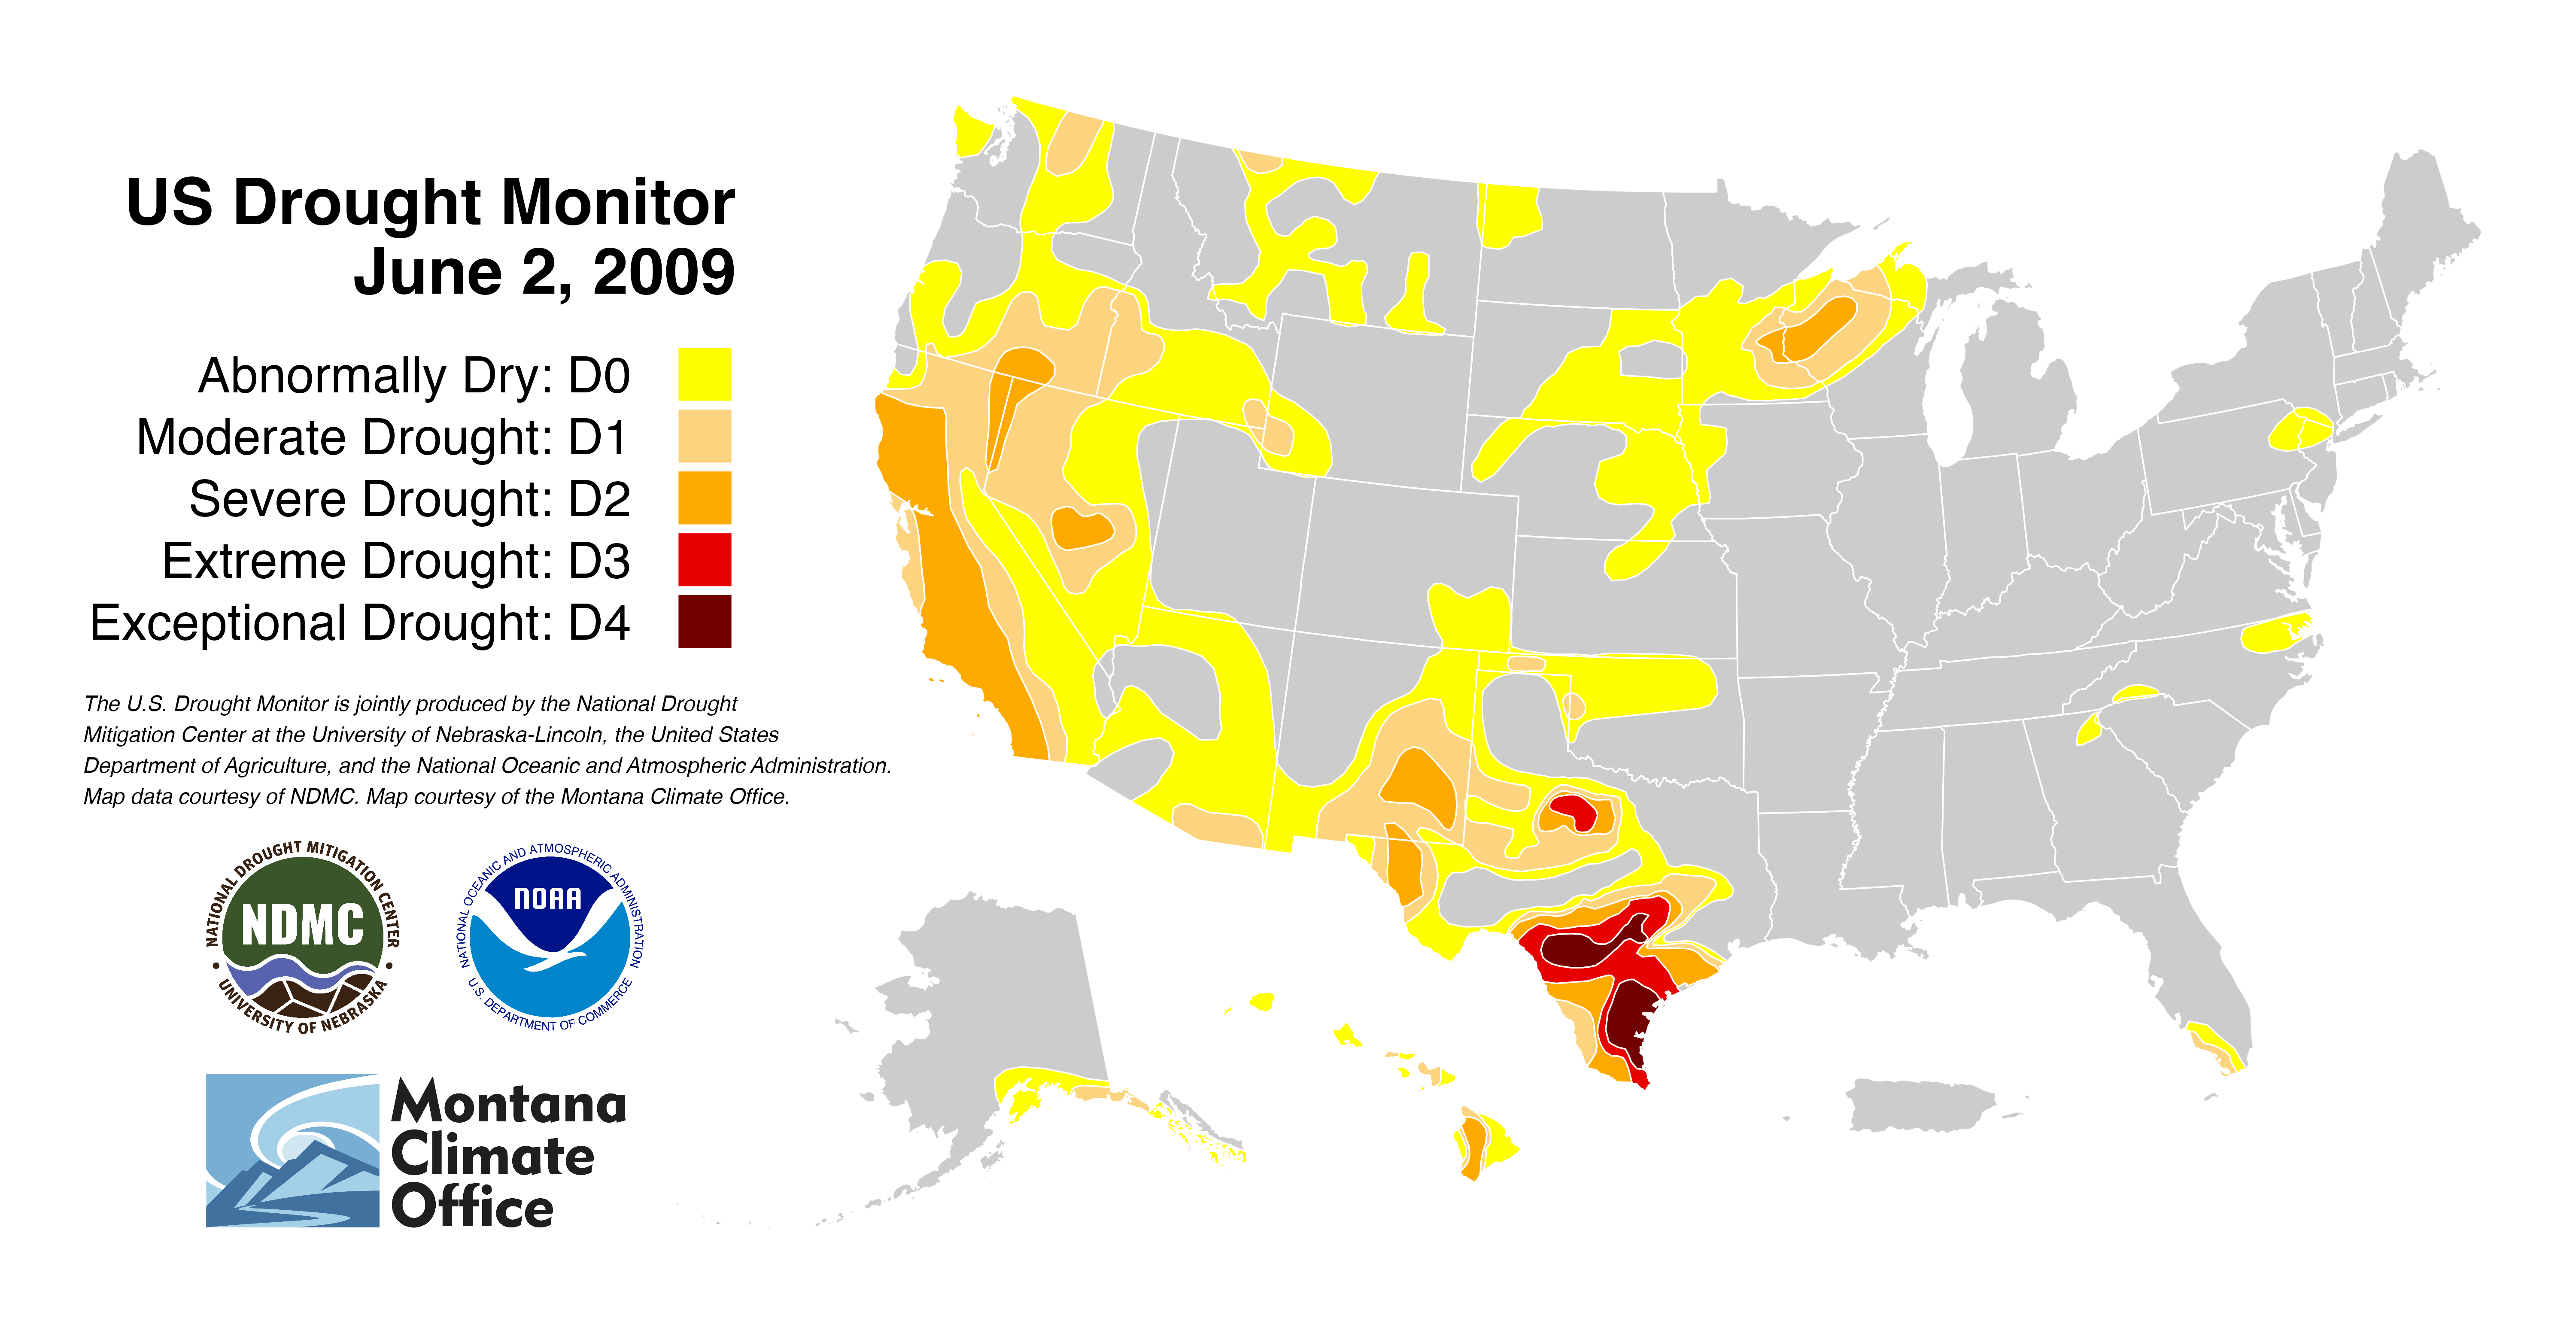 US Drought Monitor
June 2, 2009
Abnormally Dry: D0
Moderate Drought: D1
Severe Drought: D2
Extreme Drought: D3
Exceptional Drought: D4
The U.S. Drought Monitor is jointly produced by the National Drought
Mitigation Center at the University of Nebraska-Lincoln, the United States
Department of Agriculture, and the National Oceanic and Atmospheric Administration.
Map data courtesy of NDMC. Map courtesy of the Montana Climate Office.
NATIONAL DROUGHT MITIGATION CENTER
NDMC
• UNIVERSITY OF NEBRASKA •
NATIONAL OCEANIC AND ATMOSPHERIC ADMINISTRATION
NOAA
U.S. DEPARTMENT OF COMMERCE
Montana
Climate
Office